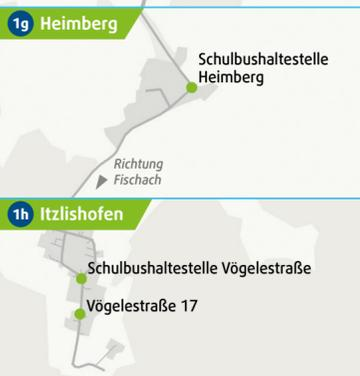 1g Heimberg
Schulbushaltestelle
Heimberg
Richtung
Fischach
1h Itzlishofen
Schulbushaltestelle Vögelestraße
Vögelestraße 17